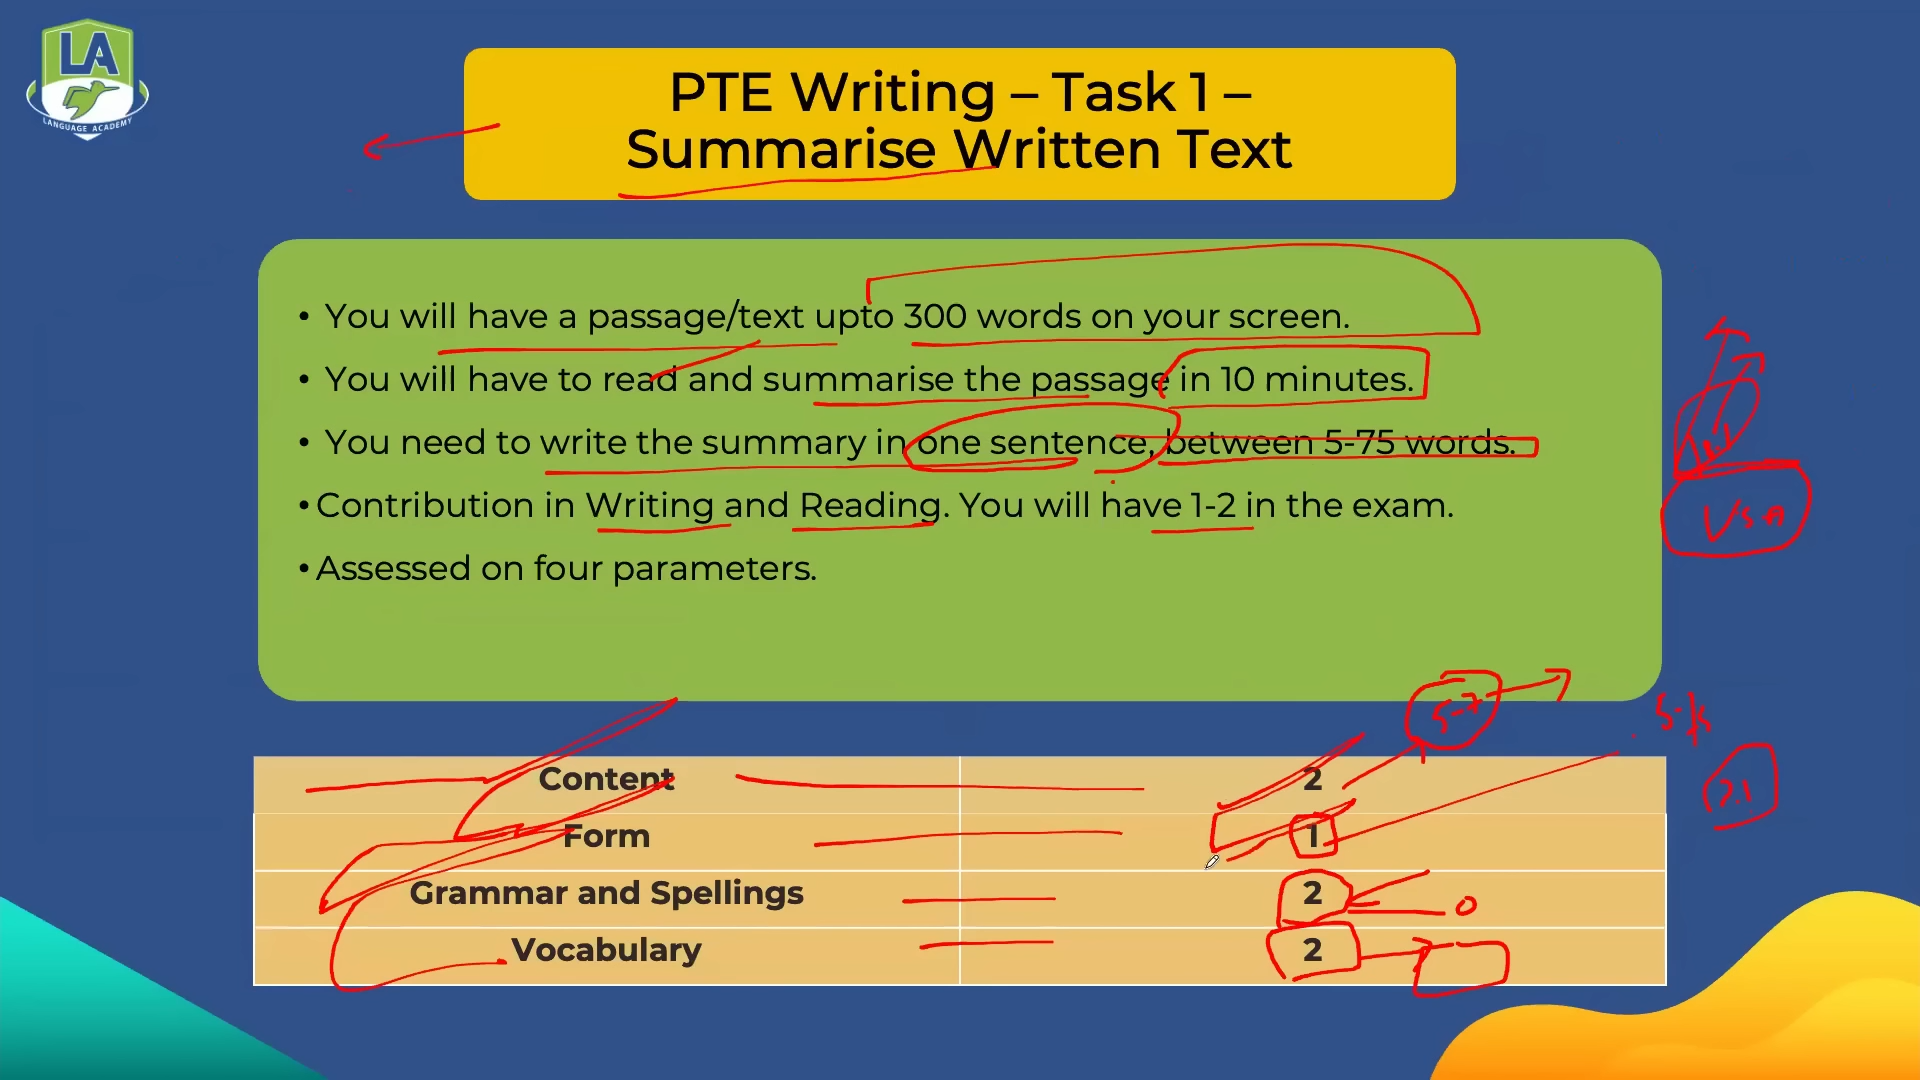 LA
LANGUAGE ACADEMY
PTE Writing – Task 1 –
Summarise Written Text
• You will have a passage/text upto 300 words on your screen.
• You will have to read and summarise the passage in 10 minutes.
• You need to write the summary in one sentence, between 5-75 words.
• Contribution in Writing and Reading. You will have 1-2 in the exam.
• Assessed on four parameters.
5-7
Content 2
Form 1
Grammar and Spellings 2
0
Vocabulary 2